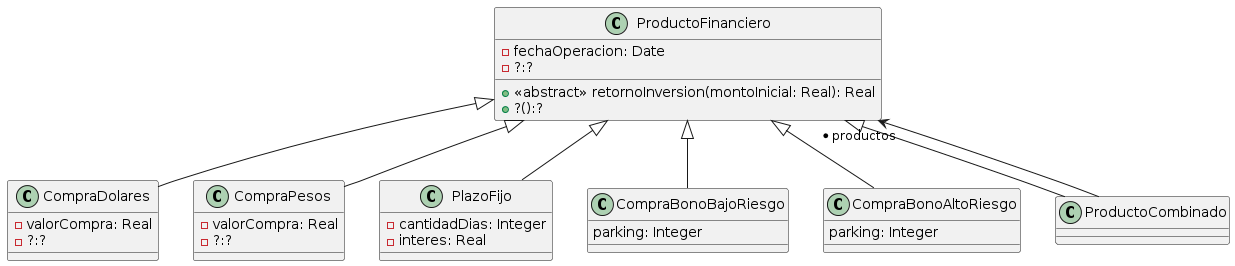 C ProductoFinanciero
fechaOperacion: Date
?:?
«abstract» retornoInversion(montoInicial: Real): Real
?():?
* productos
C CompraDolares
valorCompra: Real
?:?
C CompraPesos
valorCompra: Real
?:?
C PlazoFijo
cantidadDias: Integer
interes: Real
C CompraBonoBajoRiesgo
parking: Integer
C CompraBonoAltoRiesgo
parking: Integer
C ProductoCombinado